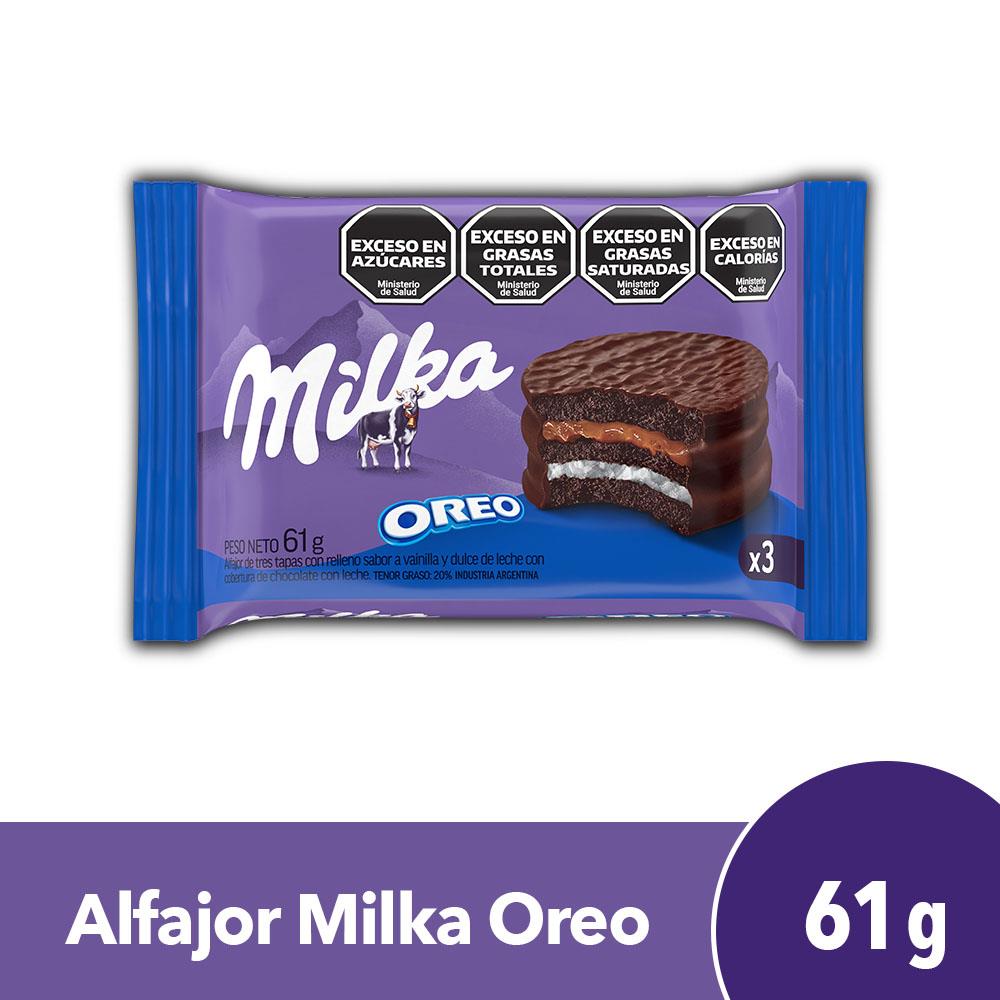 EXCESO EN
AZÚCARES
Ministerio
de Salud
EXCESO EN
GRASAS
TOTALES
Ministerio
de Salud
EXCESO EN
GRASAS
SATURADAS
Ministerio
de Salud
EXCESO EN
CALORÍAS
Ministerio
de Salud
Milka
OREO
PESO NETO 61 g
Alfajor de tres tapas con relleno sabor a vainilla y dulce de leche con
cobertura de chocolate con leche. TENOR GRASO: 20% INDUSTRIA ARGENTINA
x3
Alfajor Milka Oreo
61 g